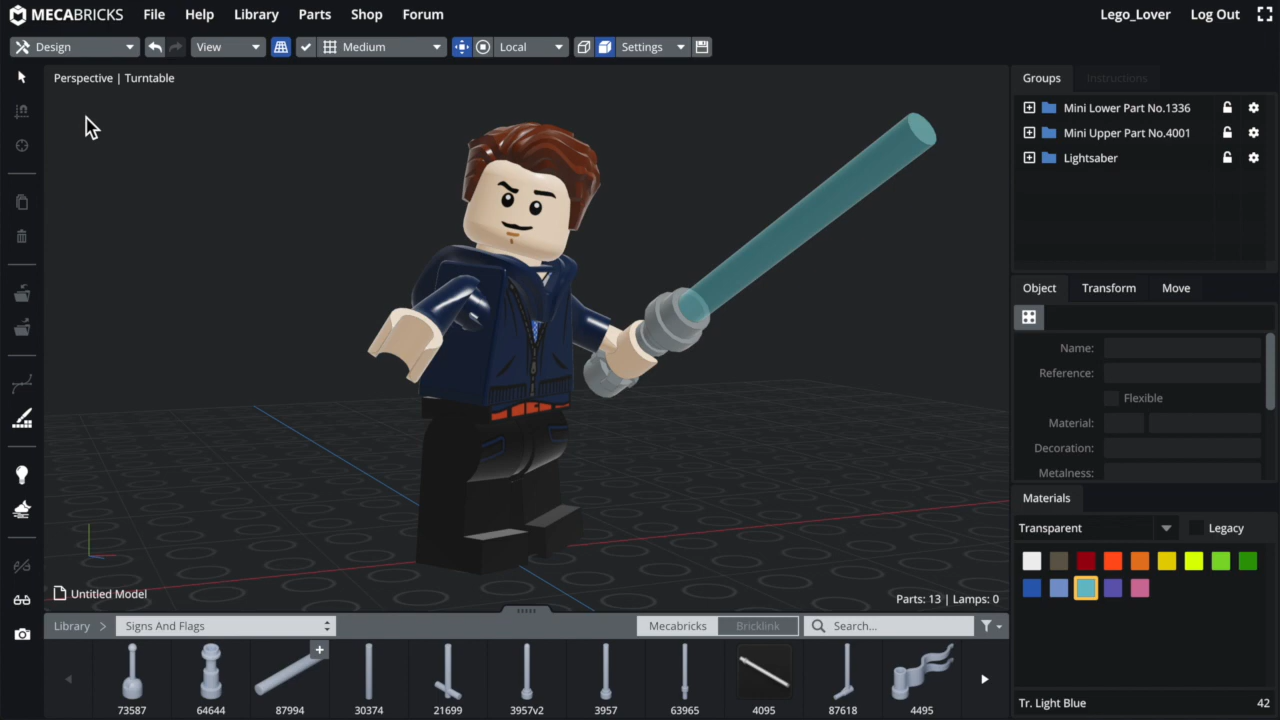 MECABRICKS File Help Library Parts Shop Forum Lego_Lover Log Out
Design View Medium Local Settings
Perspective | Turntable
Groups Instructions
Mini Lower Part No.1336
Mini Upper Part No.4001
Lightsaber
Object Transform Move
Name:
Reference:
Flexible
Material:
Decoration:
Metalness:
Materials
Transparent Legacy
Tr. Light Blue 42
Untitled Model Parts: 13 | Lamps: 0
Library Signs And Flags Mecabricks Bricklink Search...
73587 64644 87994 30374 21699 3957v2 3957 63965 4095 87618 4495